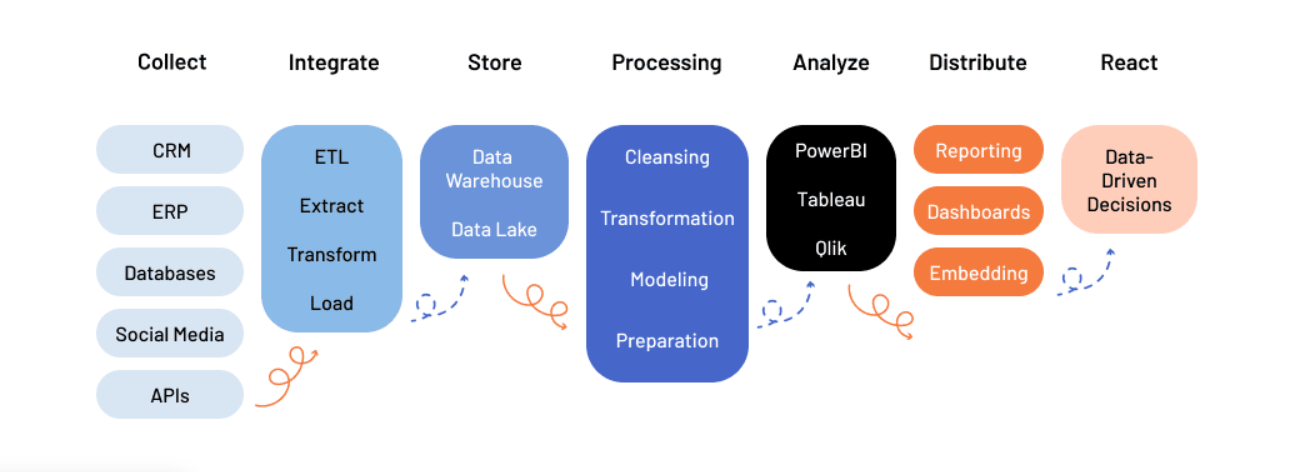 Collect
Integrate
Store
Processing
Analyze
Distribute
React
CRM
ERP
Databases
Social Media
APIs
ETL
Extract
Transform
Load
Data
Warehouse
Data Lake
Cleansing
Transformation
Modeling
Preparation
PowerBI
Tableau
Qlik
Reporting
Dashboards
Embedding
Data-
Driven
Decisions